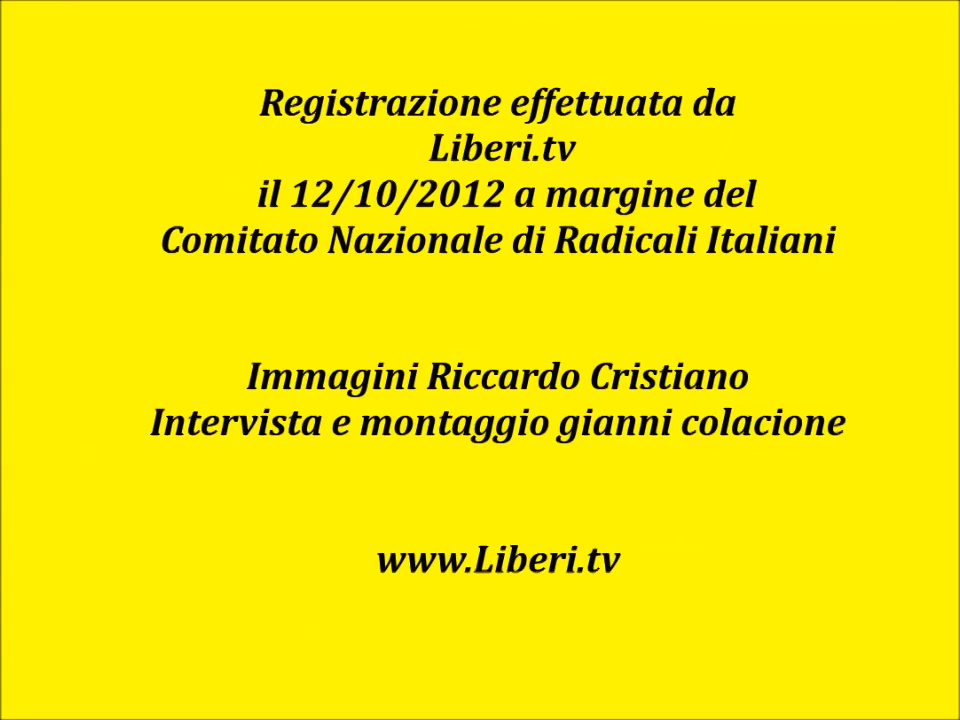 Registrazione effettuata da
Liberi.tv
il 12/10/2012 a margine del
Comitato Nazionale di Radicali Italiani
Immagini Riccardo Cristiano
Intervista e montaggio gianni colacione
www.Liberi.tv